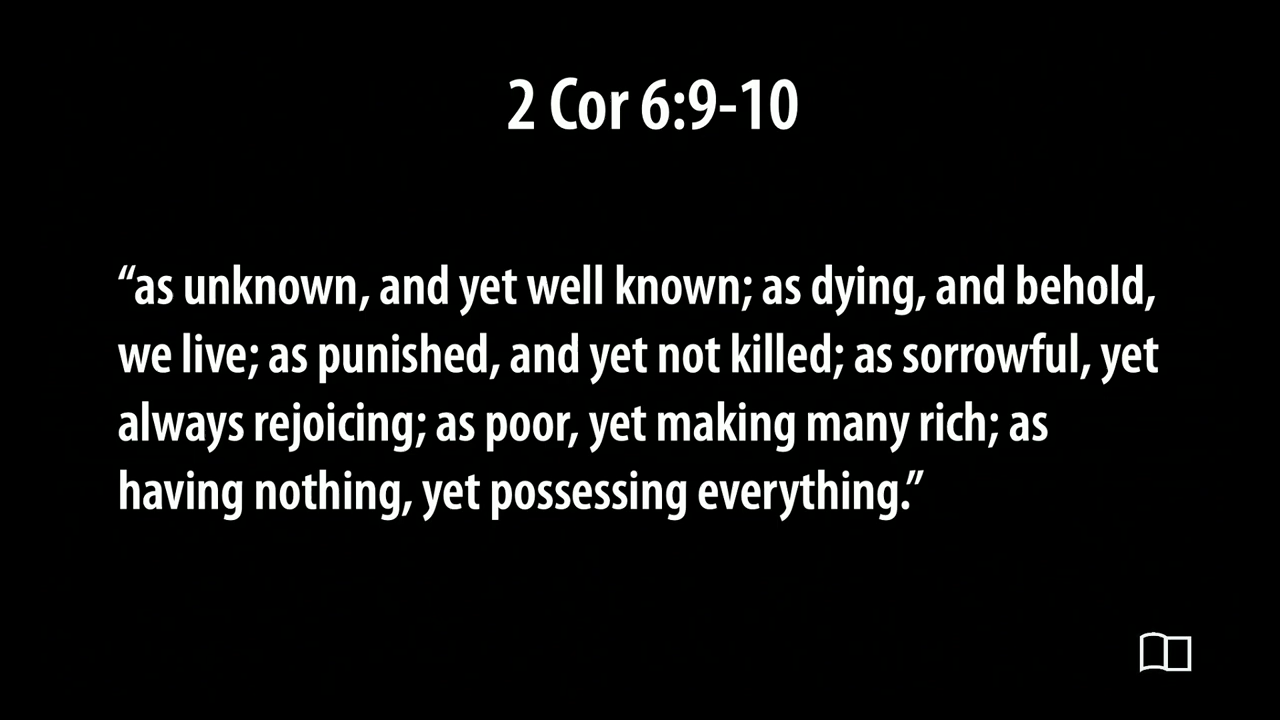 2 Cor 6:9-10
“as unknown, and yet well known; as dying, and behold,
we live; as punished, and yet not killed; as sorrowful, yet
always rejoicing; as poor, yet making many rich; as
having nothing, yet possessing everything.”